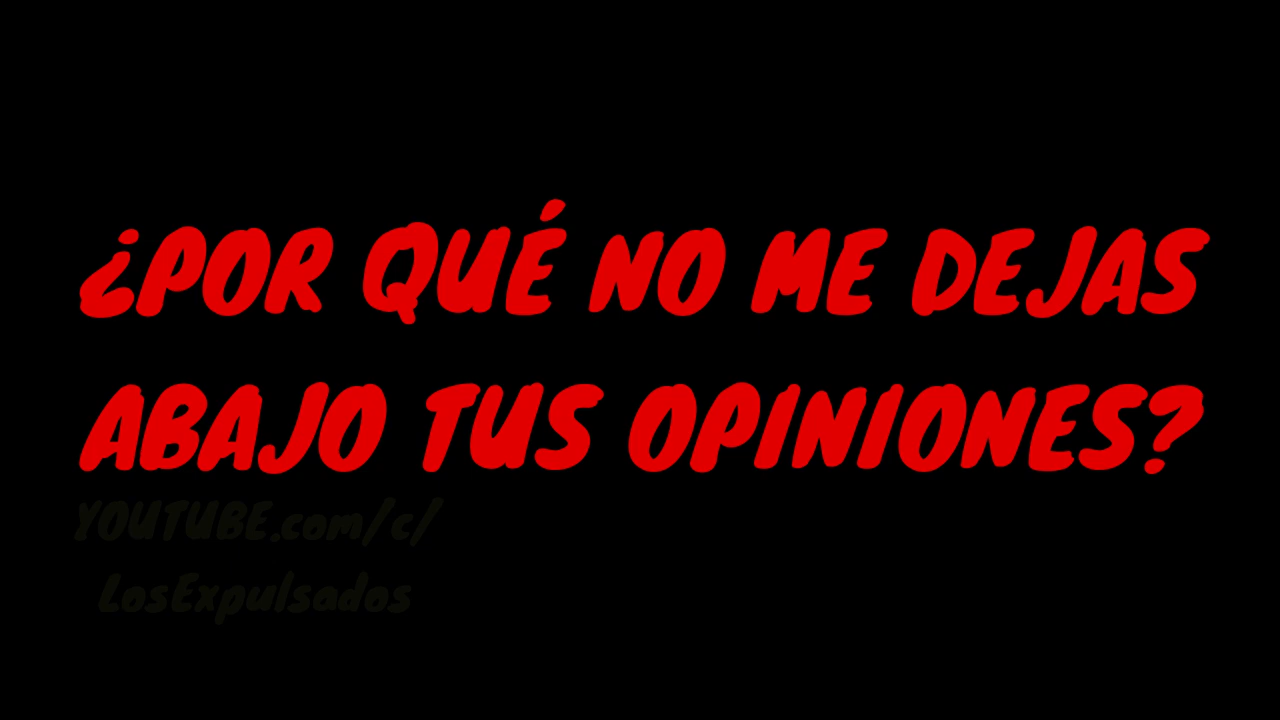 ¿POR QUÉ NO ME DEJAS
ABAJO TUS OPINIONES?
YOUTUBE.com/c/
LosExpulsados